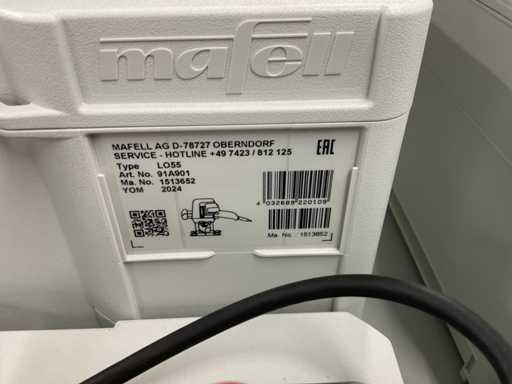 mafell
MAFELL AG D-78727 OBERNDORF
SERVICE - HOTLINE +49 7423 / 812 125
EAC
Type LO55
Art. No. 91A901
Ma. No. 1513652
YOM 2024
4 032689 220109
Ma. No. 1513652